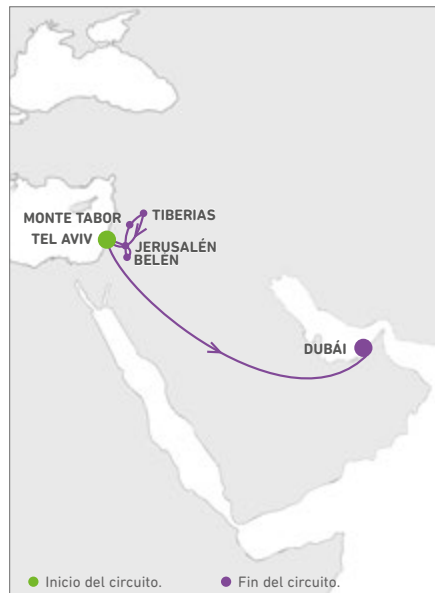 TIBERIAS
MONTE TABOR
TEL AVIV
JERUSALÉN
BELÉN
DUBÁI
Inicio del circuito.
Fin del circuito.